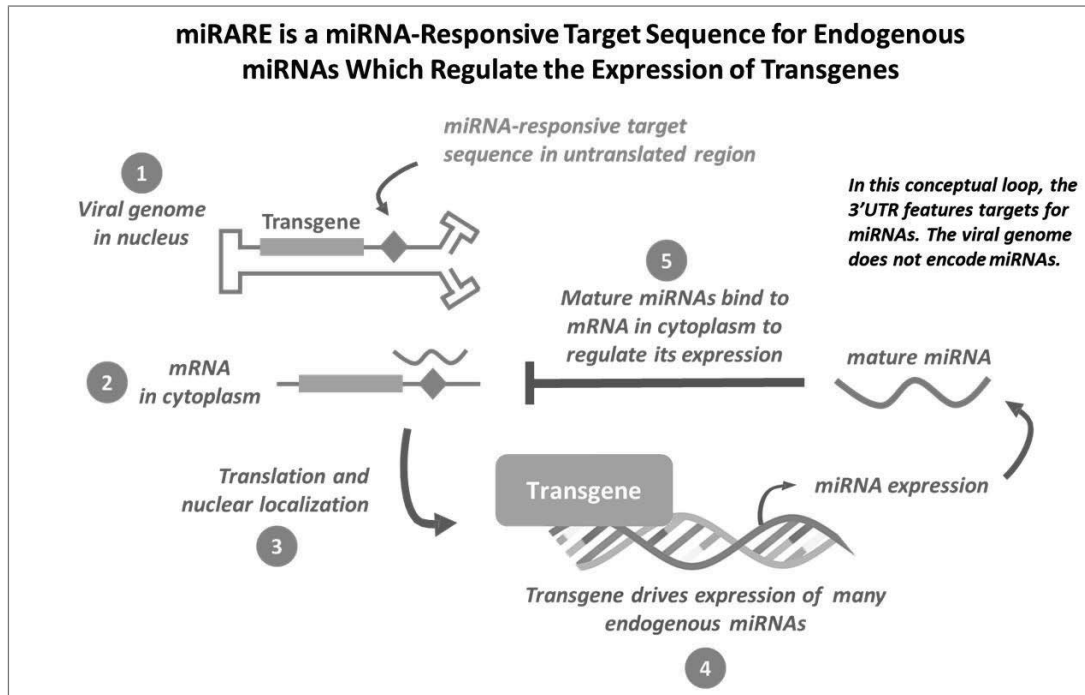 miRARE is a miRNA-Responsive Target Sequence for Endogenous
miRNAs Which Regulate the Expression of Transgenes
miRNA-responsive target
sequence in untranslated region
1
Viral genome
in nucleus
Transgene
In this conceptual loop, the
3’UTR features targets for
miRNAs. The viral genome
does not encode miRNAs.
5
Mature miRNAs bind to
mRNA in cytoplasm to
regulate its expression
2
mRNA
in cytoplasm
mature miRNA
Translation and
nuclear localization
3
Transgene
miRNA expression
Transgene drives expression of many
endogenous miRNAs
4